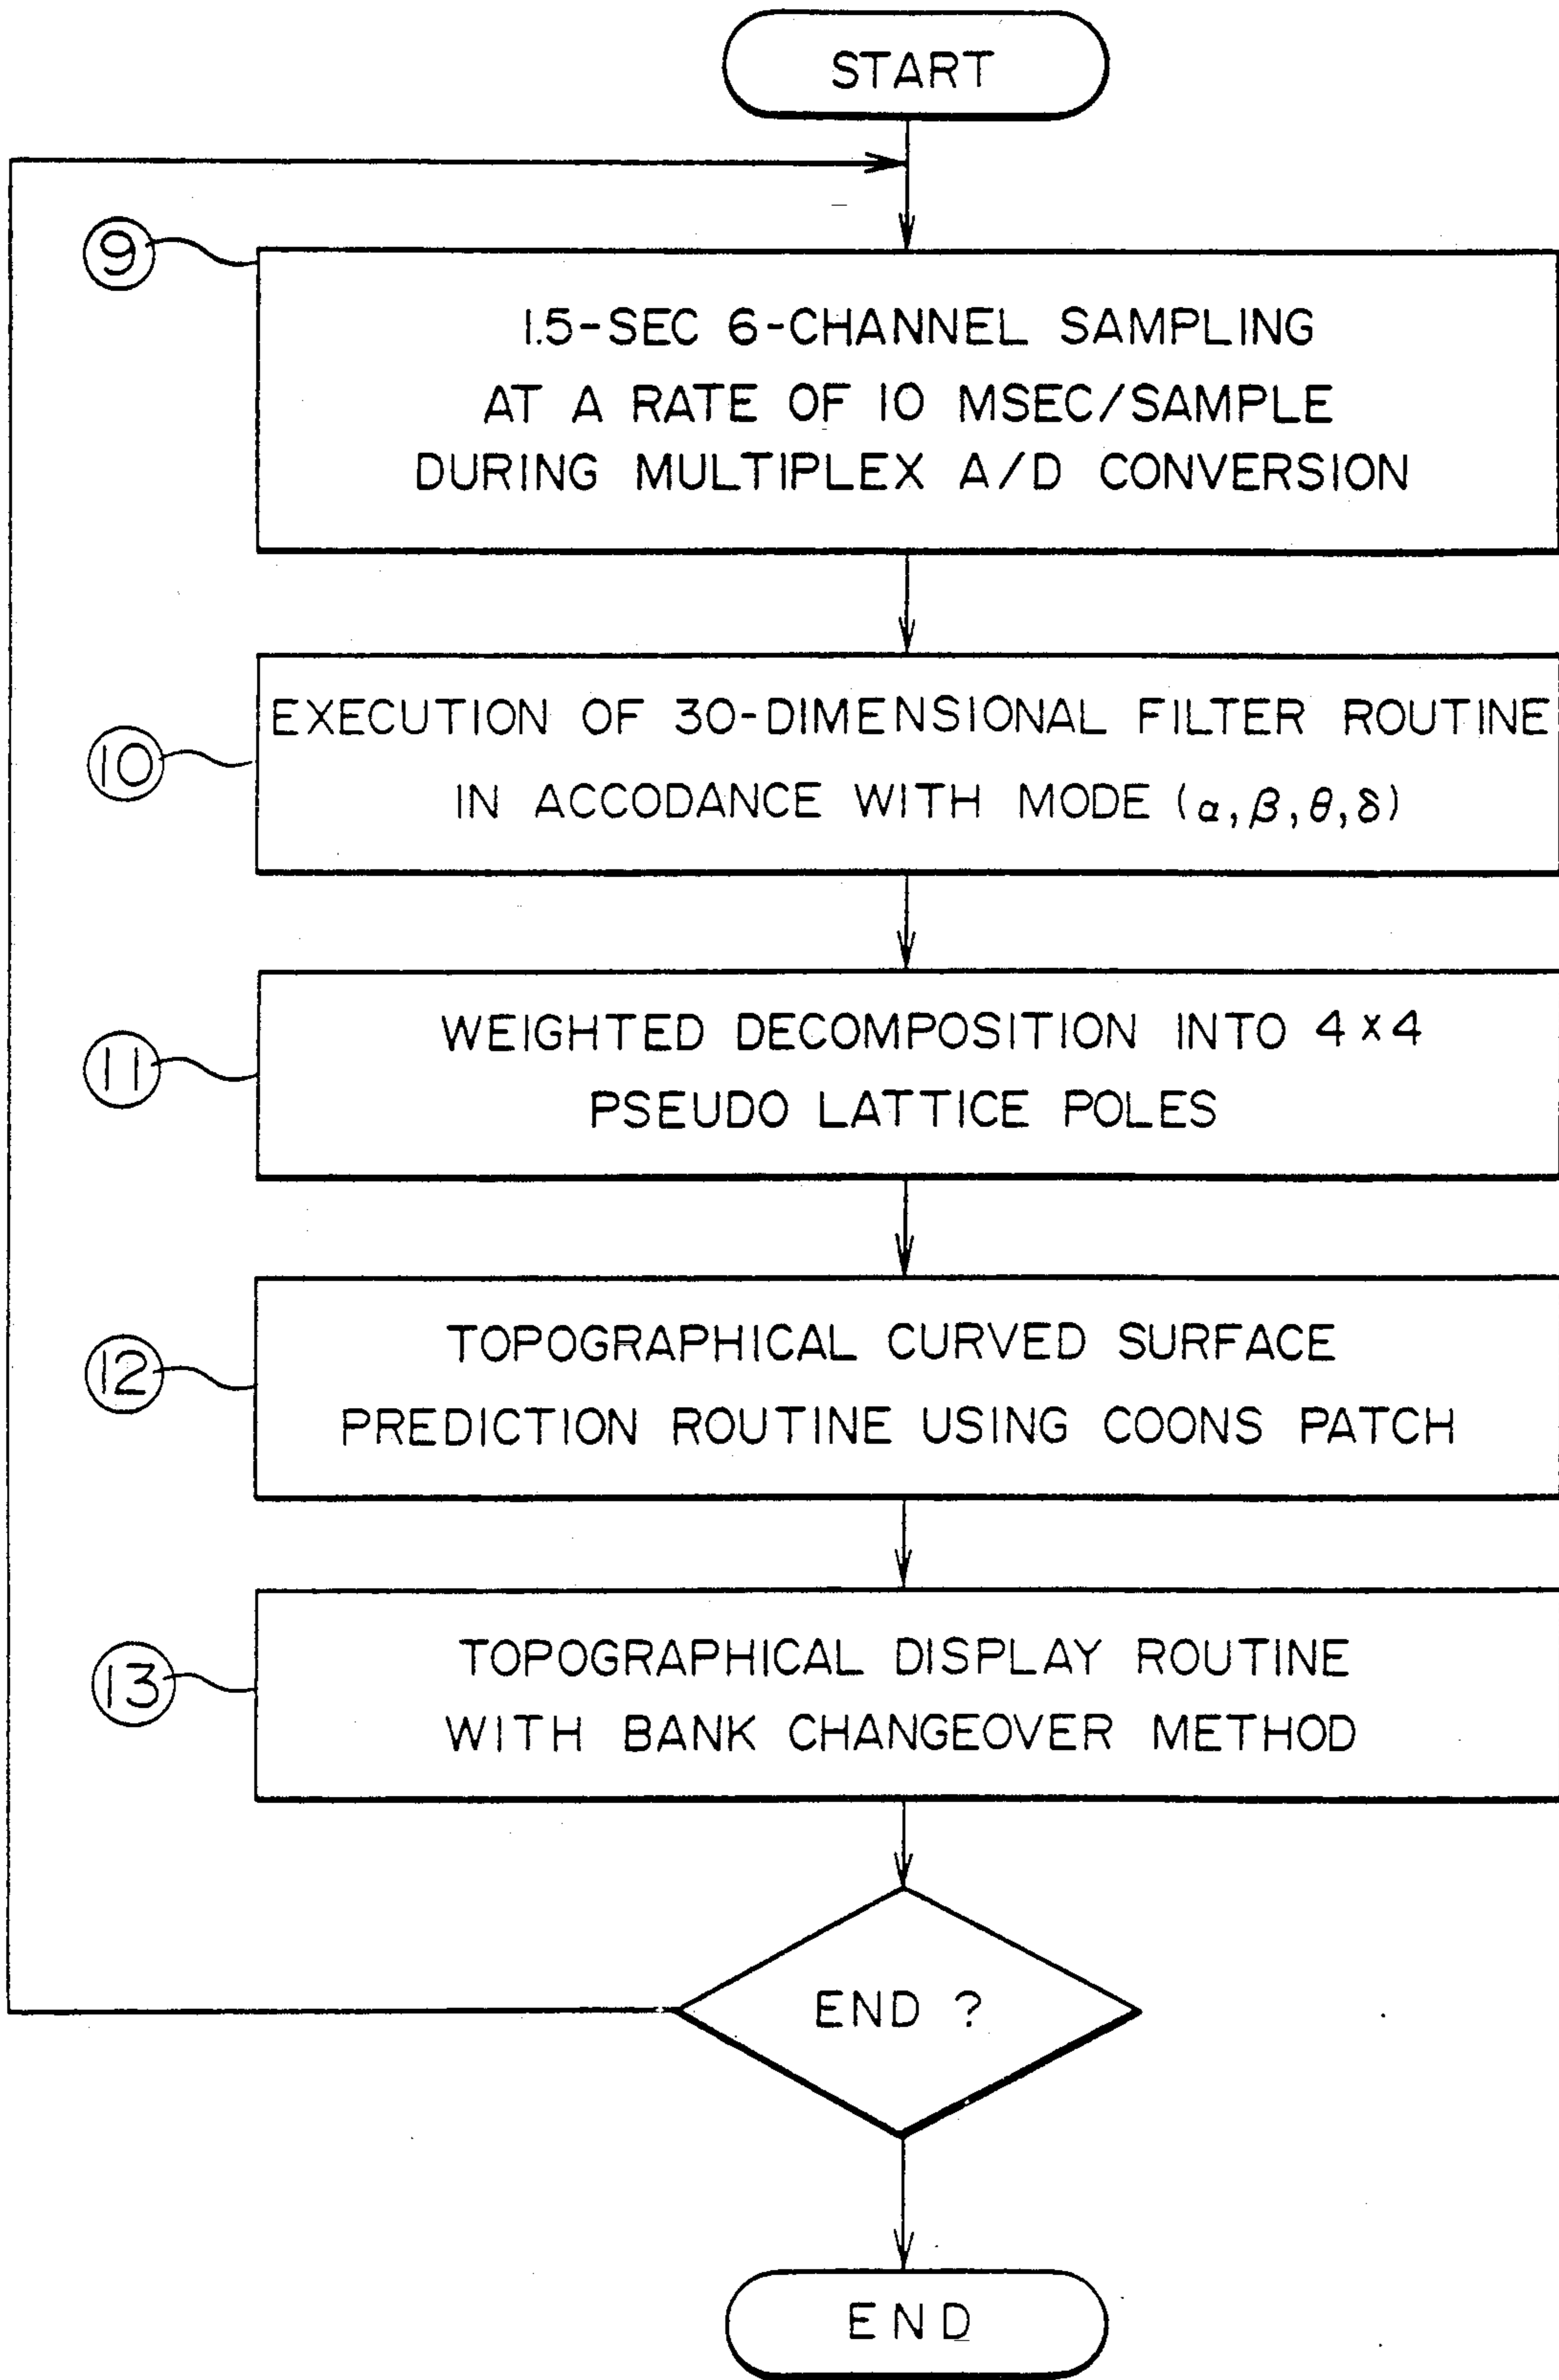 START
9
1.5-SEC 6-CHANNEL SAMPLING
AT A RATE OF 10 MSEC/SAMPLE
DURING MULTIPLEX A/D CONVERSION
10
EXECUTION OF 30-DIMENSIONAL FILTER ROUTINE
IN ACCODANCE WITH MODE (α, β, θ, δ)
11
WEIGHTED DECOMPOSITION INTO 4×4
PSEUDO LATTICE POLES
12
TOPOGRAPHICAL CURVED SURFACE
PREDICTION ROUTINE USING COONS PATCH
13
TOPOGRAPHICAL DISPLAY ROUTINE
WITH BANK CHANGEOVER METHOD
END ?
END